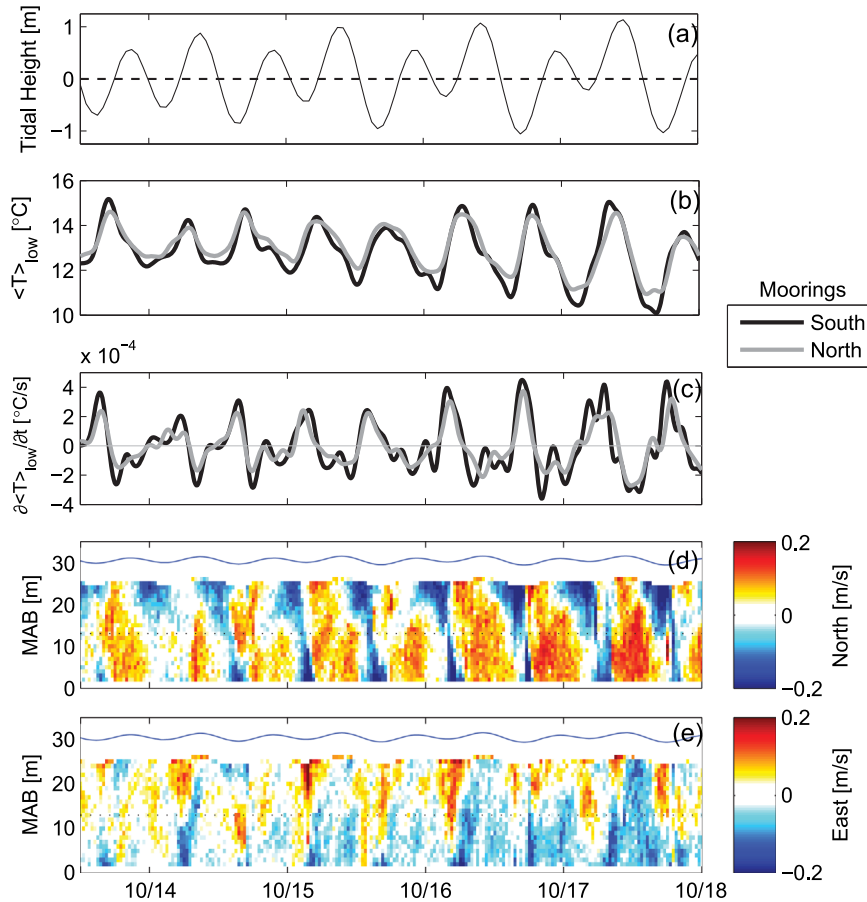 (a)
Tidal Height [m]
1
0
−1
(b)
<T>low [°C]
16
14
12
10
Moorings
South
North
x 10⁻⁴
(c)
∂<T>low/∂t [°C/s]
4
2
0
−2
−4
(d)
MAB [m]
30
20
10
0
0.2
0
−0.2
North [m/s]
(e)
MAB [m]
30
20
10
0
0.2
0
−0.2
East [m/s]
10/14 10/15 10/16 10/17 10/18